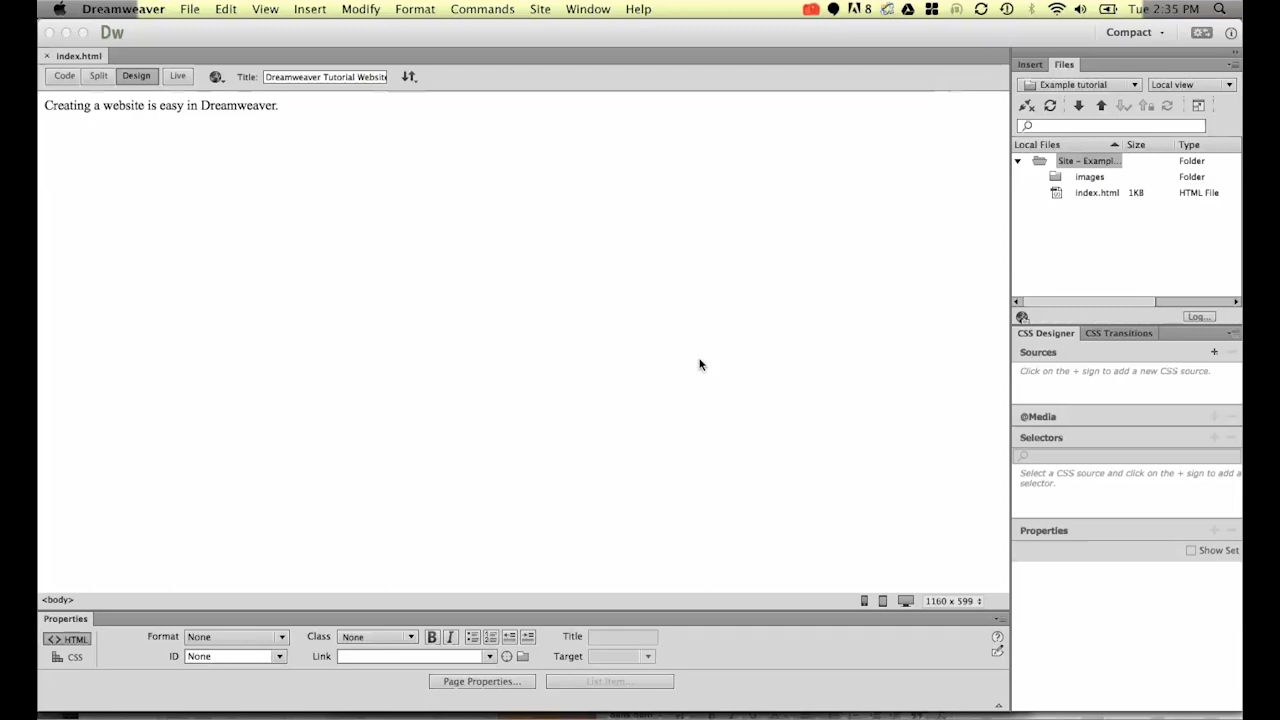 Dreamweaver File Edit View Insert Modify Format Commands Site Window Help 8 Tue 2:35 PM
Dw Compact
index.html
Code Split Design Live Title: Dreamweaver Tutorial Website
Creating a website is easy in Dreamweaver.
Insert Files
Example tutorial Local view
Local Files Size Type
Site – Exampl... Folder
images Folder
index.html 1KB HTML File
Log...
CSS Designer CSS Transitions
Sources
Click on the + sign to add a new CSS source.
@Media
Selectors
Select a CSS source and click on the + sign to add a
selector.
Properties
Show Set
<body> 1160 x 599
Properties
<> HTML Format None Class None B I Title
CSS ID None Link Target
Page Properties... List Item...